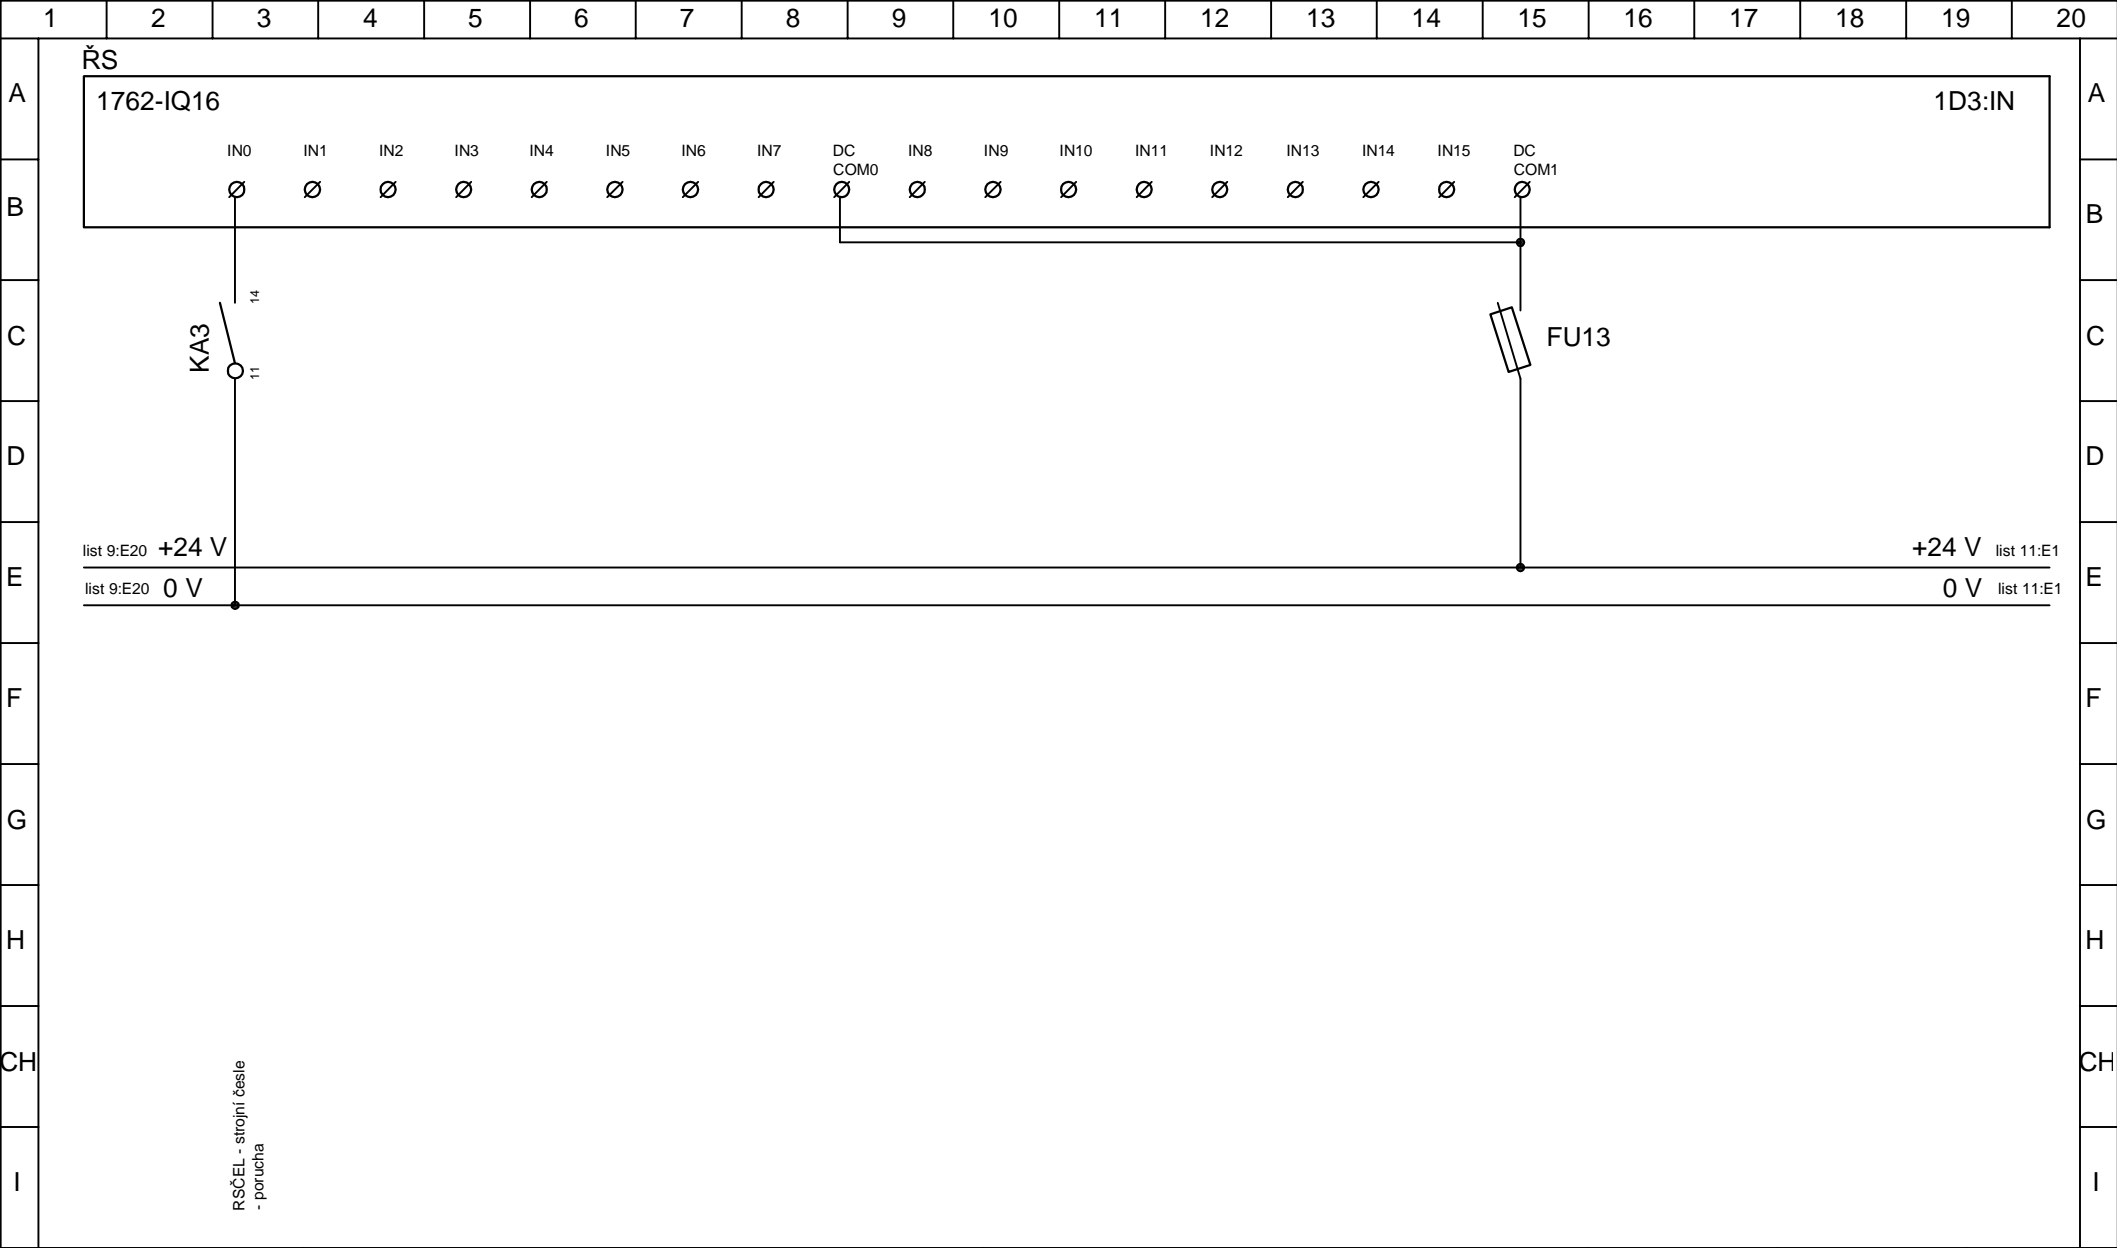 1 2 3 4 5 6 7 8 9 10 11 12 13 14 15 16 17 18 19 20
ŘS
A A
1762-IQ16 1D3:IN
IN0 IN1 IN2 IN3 IN4 IN5 IN6 IN7 DC IN8 IN9 IN10 IN11 IN12 IN13 IN14 IN15 DC
COM0 COM1
B B
14
C KA3 FU13 C
11
D D
list 9:E20 +24 V +24 V list 11:E1
E E
list 9:E20 0 V 0 V list 11:E1
F F
G G
H H
CH CH
RSČEL - strojní česle
- porucha
I I